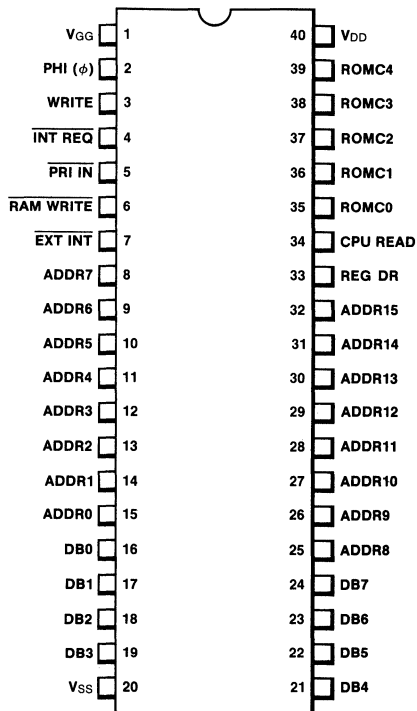 VGG 1 40 VDD
PHI (ϕ) 2 39 ROMC4
WRITE 3 38 ROMC3
INT REQ 4 37 ROMC2
PRI IN 5 36 ROMC1
RAM WRITE 6 35 ROMC0
EXT INT 7 34 CPU READ
ADDR7 8 33 REG DR
ADDR6 9 32 ADDR15
ADDR5 10 31 ADDR14
ADDR4 11 30 ADDR13
ADDR3 12 29 ADDR12
ADDR2 13 28 ADDR11
ADDR1 14 27 ADDR10
ADDR0 15 26 ADDR9
DB0 16 25 ADDR8
DB1 17 24 DB7
DB2 18 23 DB6
DB3 19 22 DB5
VSS 20 21 DB4